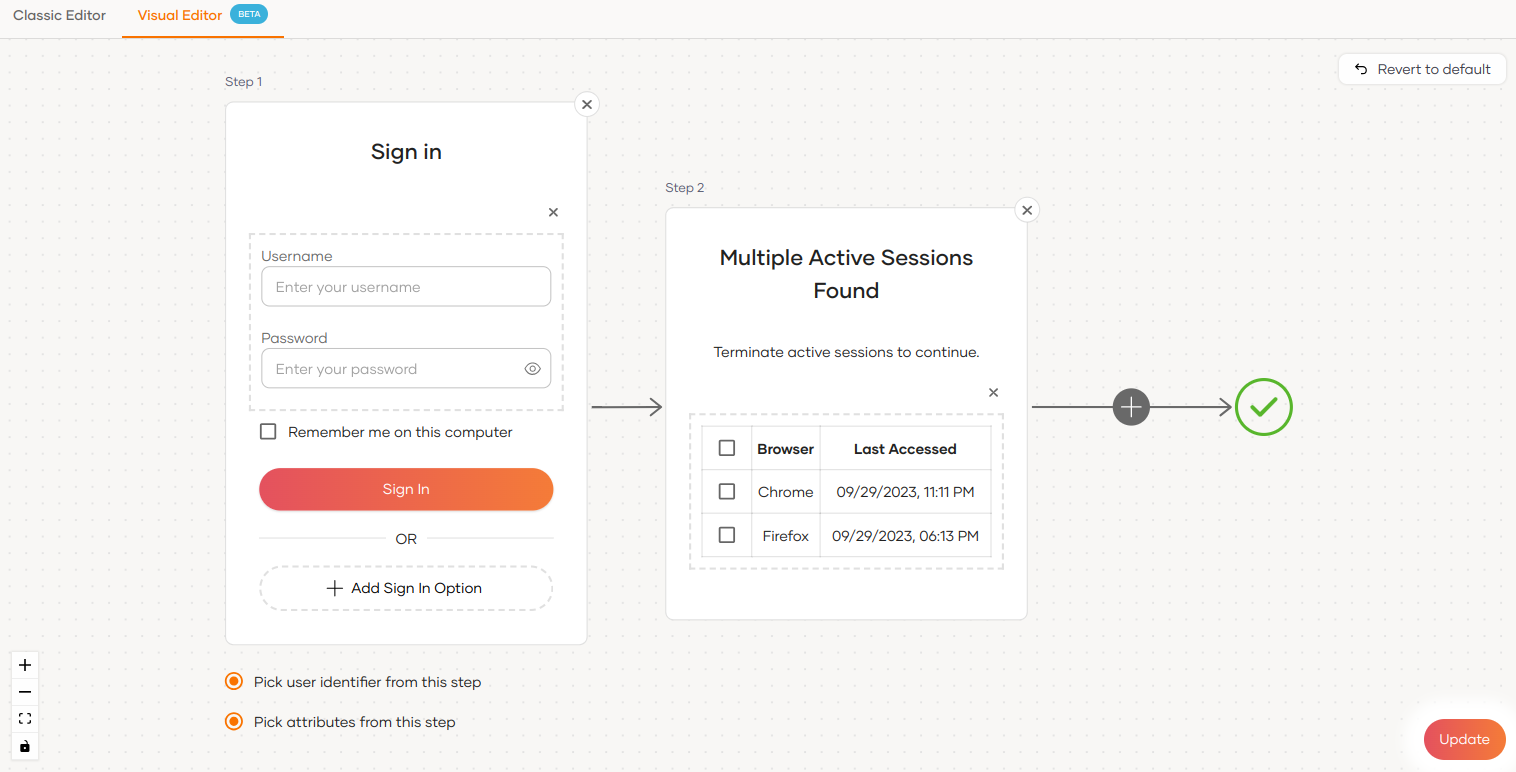 Classic Editor
Visual Editor
BETA
Revert to default
Step 1
Sign in
Username
Enter your username
Password
Enter your password
Remember me on this computer
Sign In
OR
Add Sign In Option
Pick user identifier from this step
Pick attributes from this step
Step 2
Multiple Active Sessions
Found
Terminate active sessions to continue.
Browser Last Accessed
Chrome 09/29/2023, 11:11 PM
Firefox 09/29/2023, 06:13 PM
Update